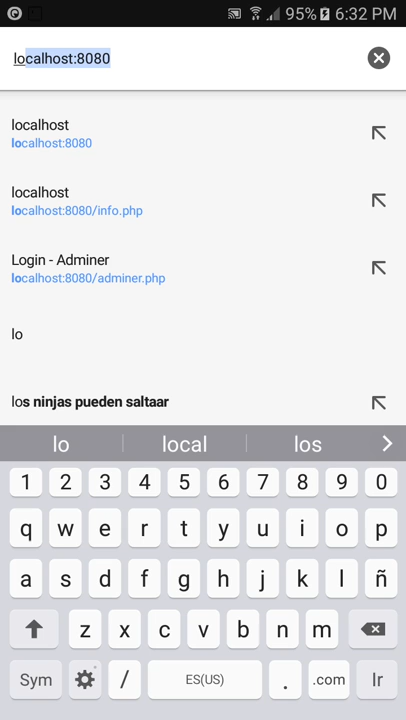 95% 6:32 PM
localhost:8080
localhost
localhost:8080
localhost
localhost:8080/info.php
Login - Adminer
localhost:8080/adminer.php
lo
los ninjas pueden saltaar
lo local los
1 2 3 4 5 6 7 8 9 0
q w e r t y u i o p
a s d f g h j k l ñ
z x c v b n m
Sym / ES(US) . .com Ir